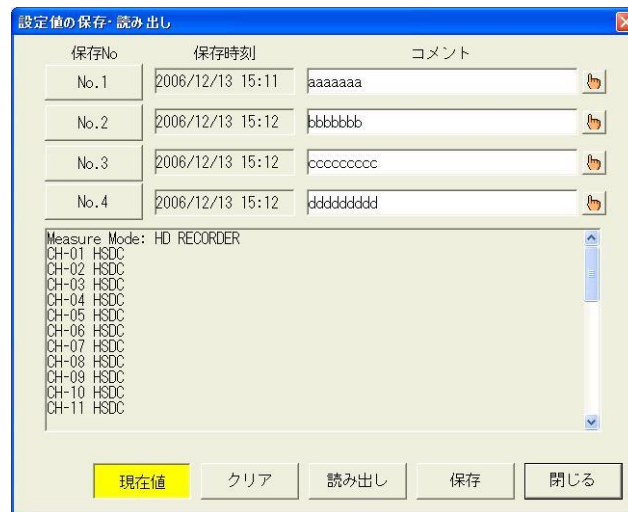 設定値の保存・読み出し
保存No 保存時刻 コメント
No.1 2006/12/13 15:11 aaaaaaa
No.2 2006/12/13 15:12 bbbbbbb
No.3 2006/12/13 15:12 ccccccccc
No.4 2006/12/13 15:12 ddddddddd
Measure Mode: HD RECORDER
CH-01 HSDC
CH-02 HSDC
CH-03 HSDC
CH-04 HSDC
CH-05 HSDC
CH-06 HSDC
CH-07 HSDC
CH-08 HSDC
CH-09 HSDC
CH-10 HSDC
CH-11 HSDC
現在値 クリア 読み出し 保存 閉じる